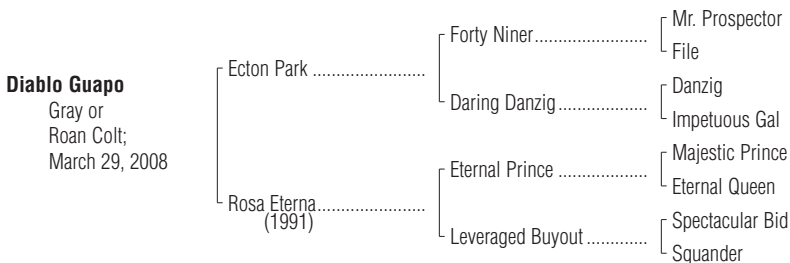 Mr. Prospector
Forty Niner.......................
File
Ecton Park .......................
Danzig
Daring Danzig..................
Impetuous Gal
Diablo Guapo
Gray or
Roan Colt;
March 29, 2008
Majestic Prince
Eternal Prince ..................
Eternal Queen
Rosa Eterna......................
(1991)
Spectacular Bid
Leveraged Buyout ............
Squander